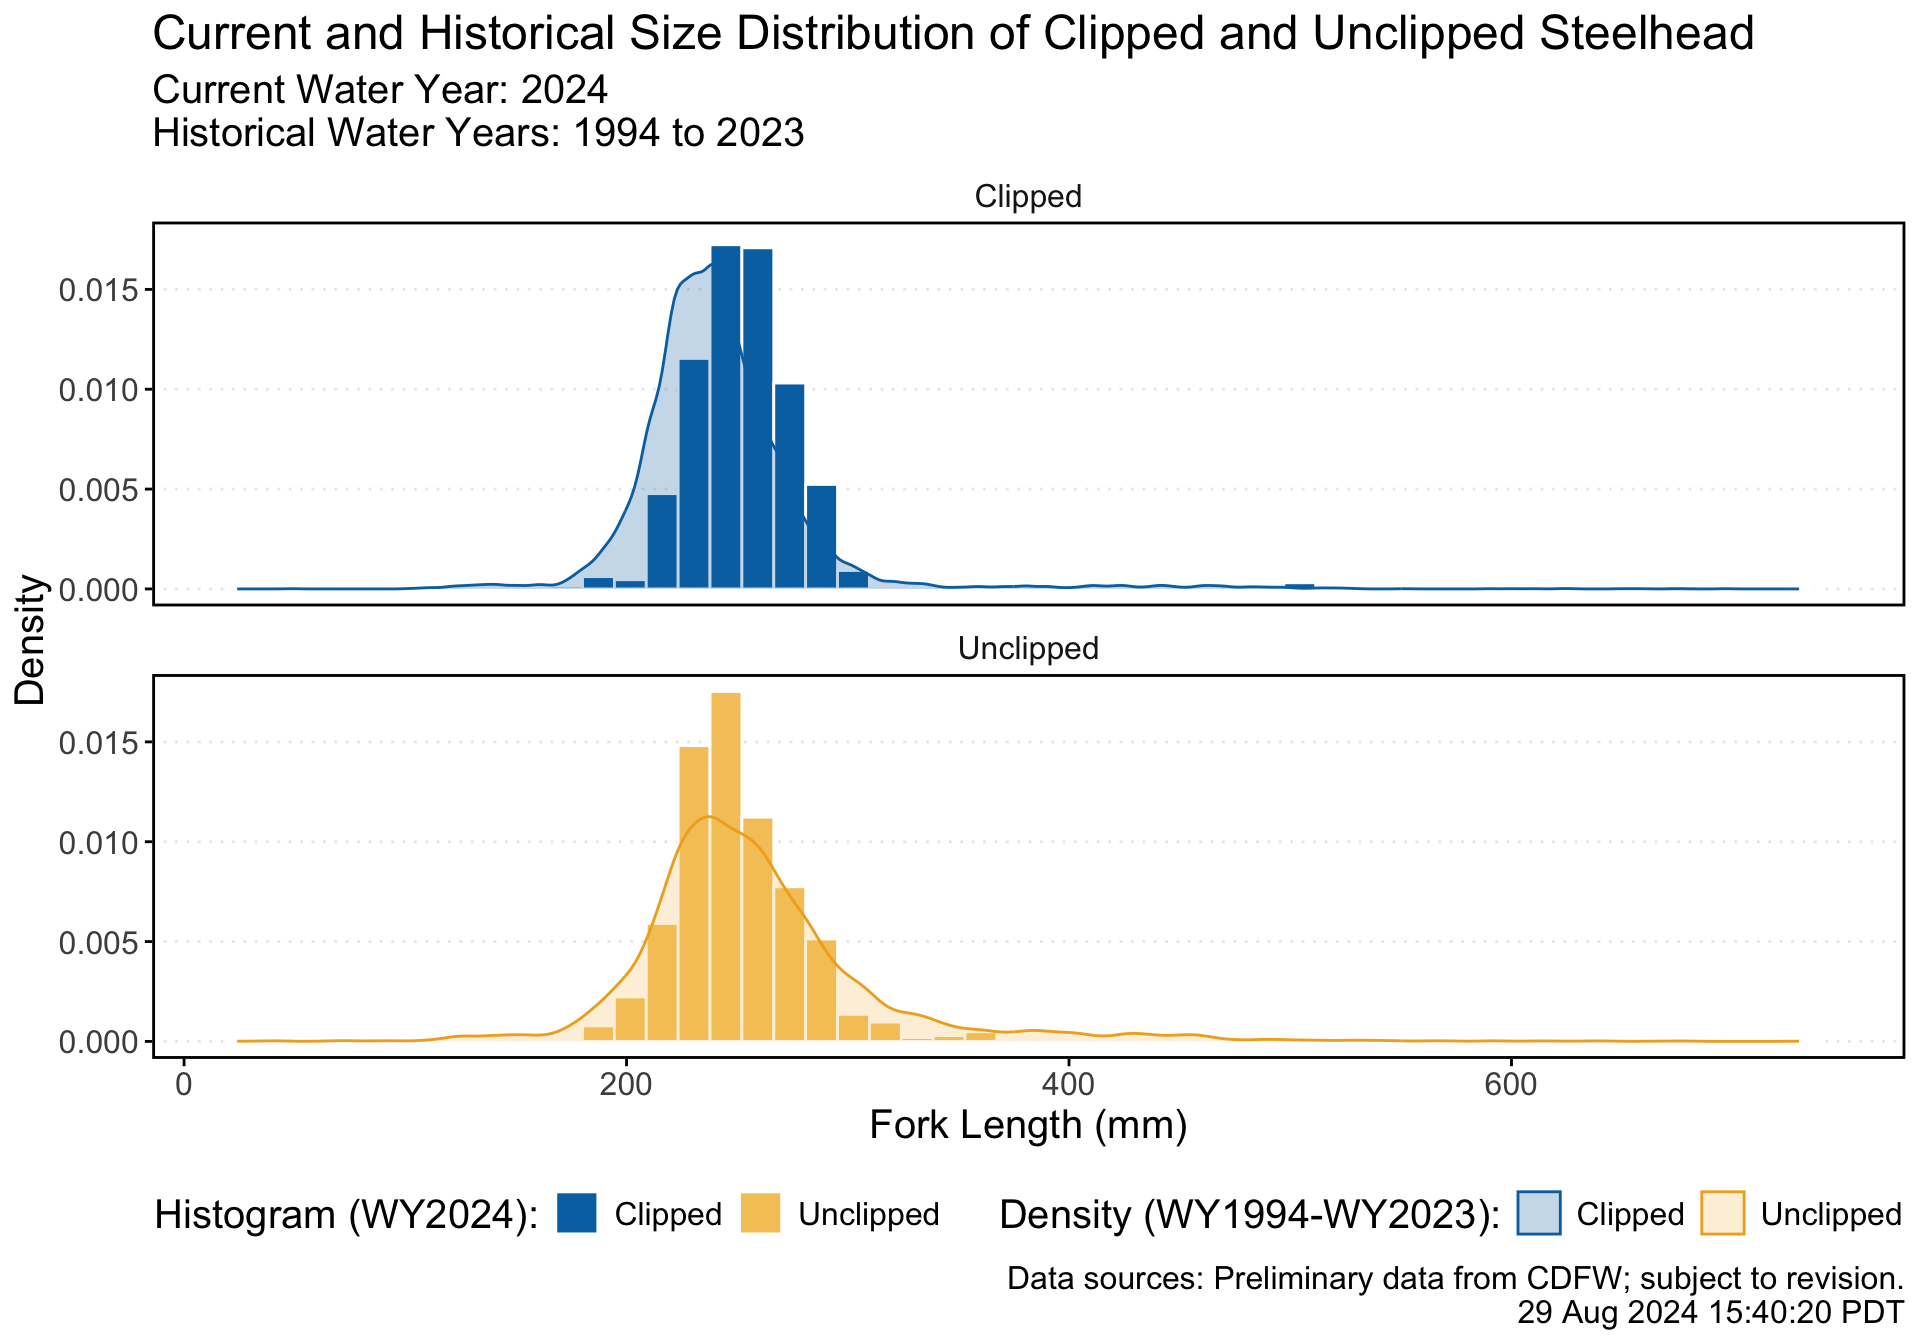 Current and Historical Size Distribution of Clipped and Unclipped Steelhead
Current Water Year: 2024
Historical Water Years: 1994 to 2023
Clipped
0.015
0.010
0.005
0.000
Density
Unclipped
0.015
0.010
0.005
0.000
0 200 400 600
Fork Length (mm)
Histogram (WY2024): Clipped Unclipped Density (WY1994-WY2023): Clipped Unclipped
Data sources: Preliminary data from CDFW; subject to revision.
29 Aug 2024 15:40:20 PDT